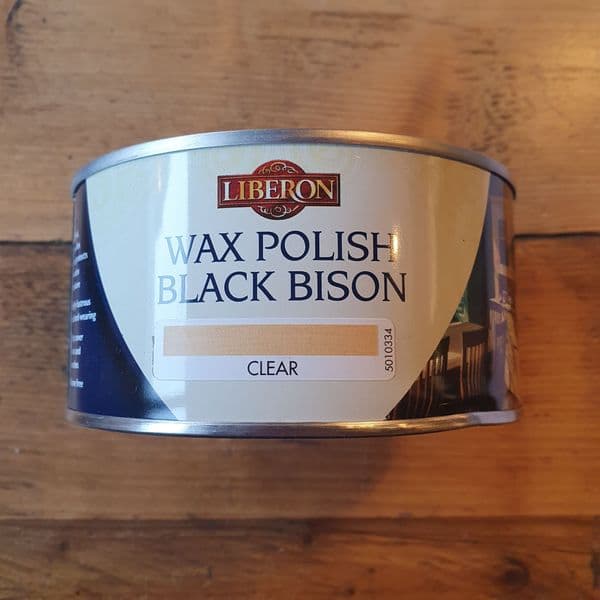 LIBERON
WAX POLISH
BLACK BISON
CLEAR
5010334